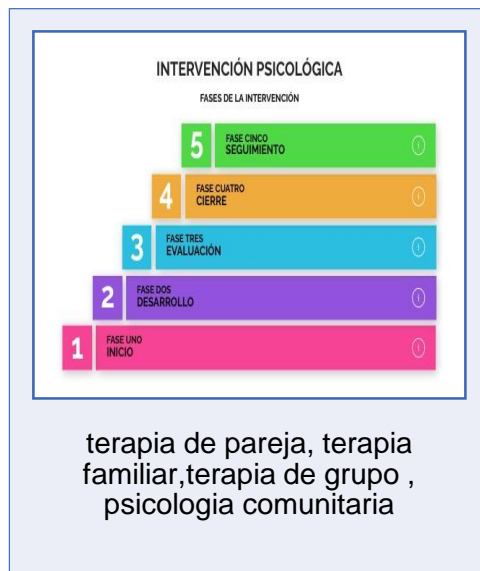 INTERVENCIÓN PSICOLÓGICA
FASES DE LA INTERVENCIÓN
5 FASE CINCO
SEGUIMIENTO
4 FASE CUATRO
CIERRE
3 FASE TRES
EVALUACIÓN
2 FASE DOS
DESARROLLO
1 FASE UNO
INICIO
terapia de pareja, terapia
familiar,terapia de grupo ,
psicologia comunitaria